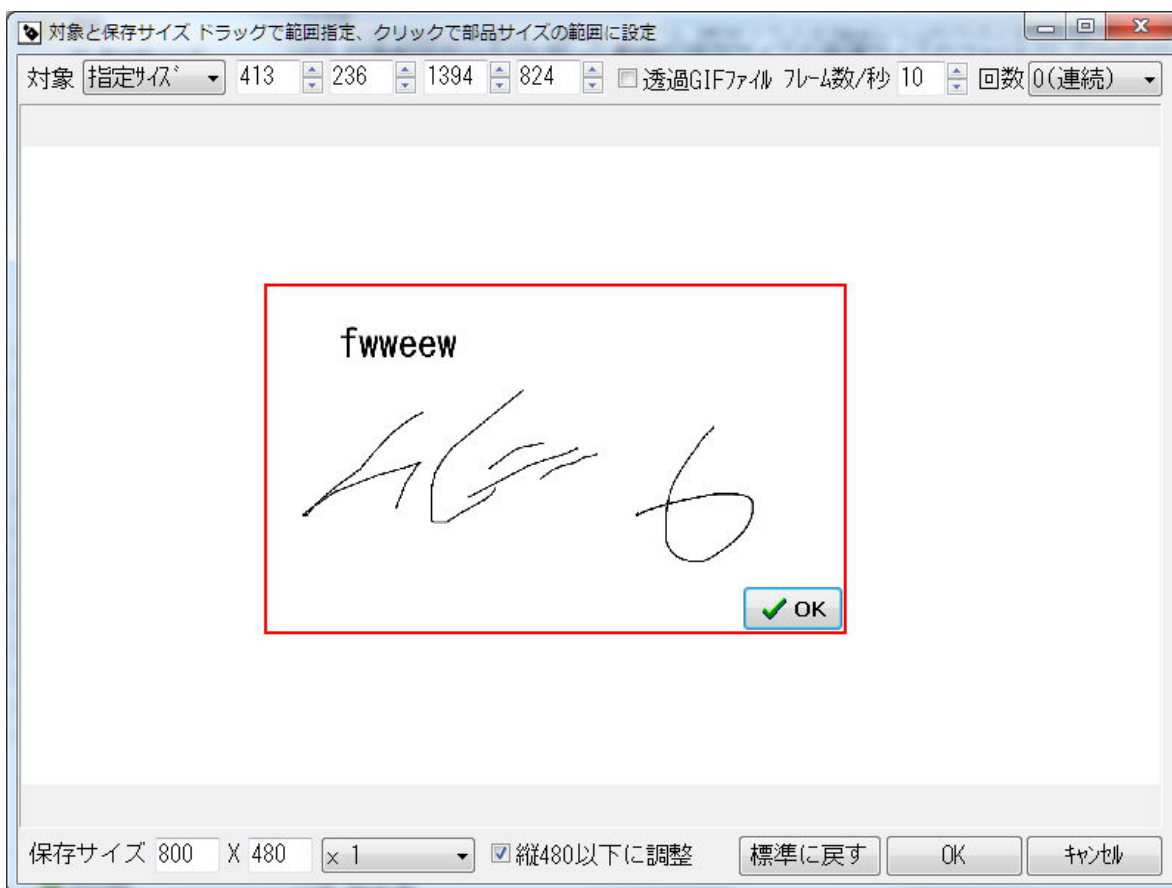 対象と保存サイズ ドラッグで範囲指定、クリックで部品サイズの範囲に設定
対象 指定ｻｲｽﾞ 413 236 1394 824 透過GIFﾌｧｲﾙ ﾌﾚｰﾑ数/秒 10 回数 0(連続)
fwweew
6
OK
保存サイズ 800 X 480 x 1 縦480以下に調整 標準に戻す OK ｷｬﾝｾﾙ